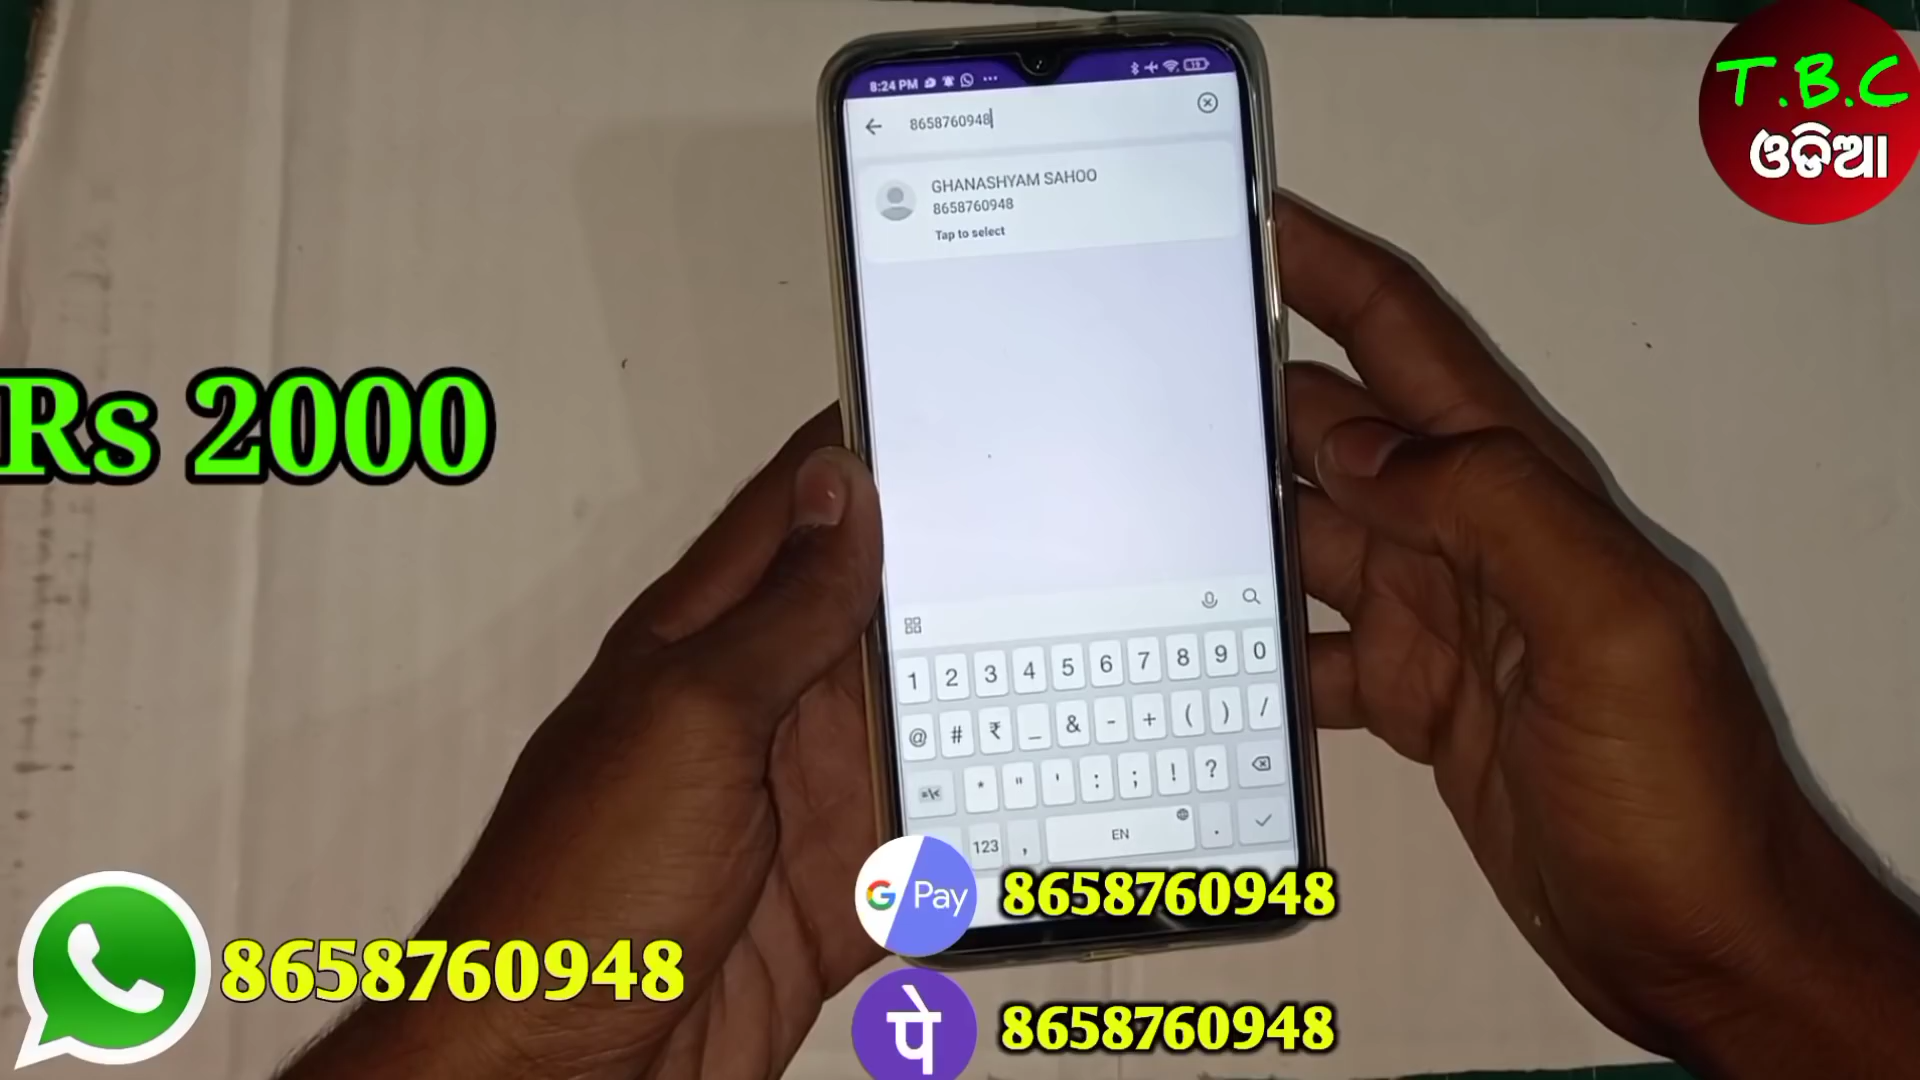 T.B.C
ଓଡିଆ
8:24 PM
8658760948
GHANASHYAM SAHOO
8658760948
Tap to select
Rs 2000
1 2 3 4 5 6 7 8 9 0
@ # ₹ _ & - + ( ) /
=\< * " ' : ; ! ?
123 , EN .
G Pay 8658760948
8658760948
पे 8658760948